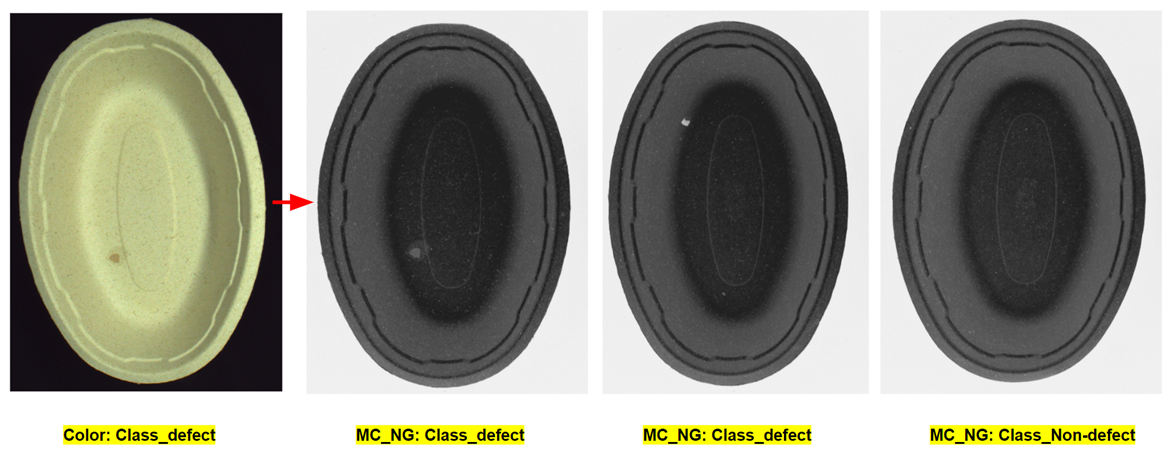 Color: Class_defect
MC_NG: Class_defect
MC_NG: Class_defect
MC_NG: Class_Non-defect